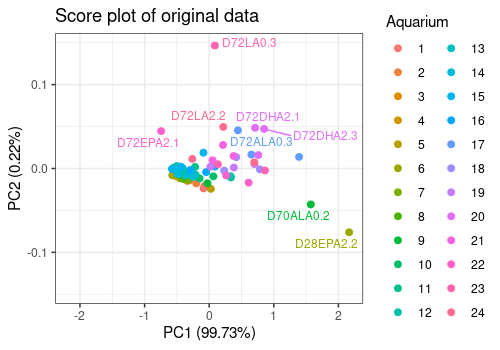 Score plot of original data
Aquarium
D72LA0.3
D72LA2.2
D72DHA2.1
D72EPA2.1
D72ALA0.3
D72DHA2.3
D70ALA0.2
D28EPA2.2
0.1
0.0
-0.1
PC2 (0.22%)
-2
-1
0
1
2
PC1 (99.73%)
1
2
3
4
5
6
7
8
9
10
11
12
13
14
15
16
17
18
19
20
21
22
23
24